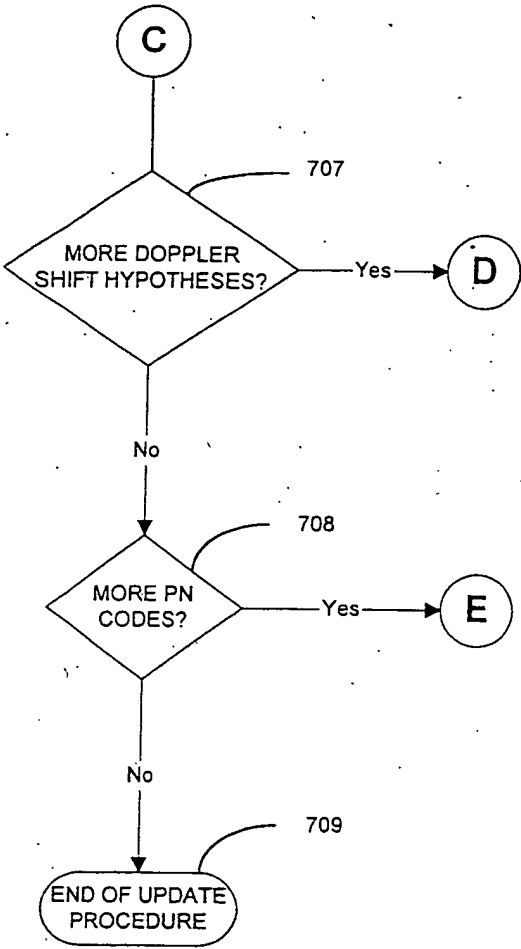 C
707
MORE DOPPLER
SHIFT HYPOTHESES?
Yes
D
No
708
MORE PN
CODES?
Yes
E
No
709
END OF UPDATE
PROCEDURE